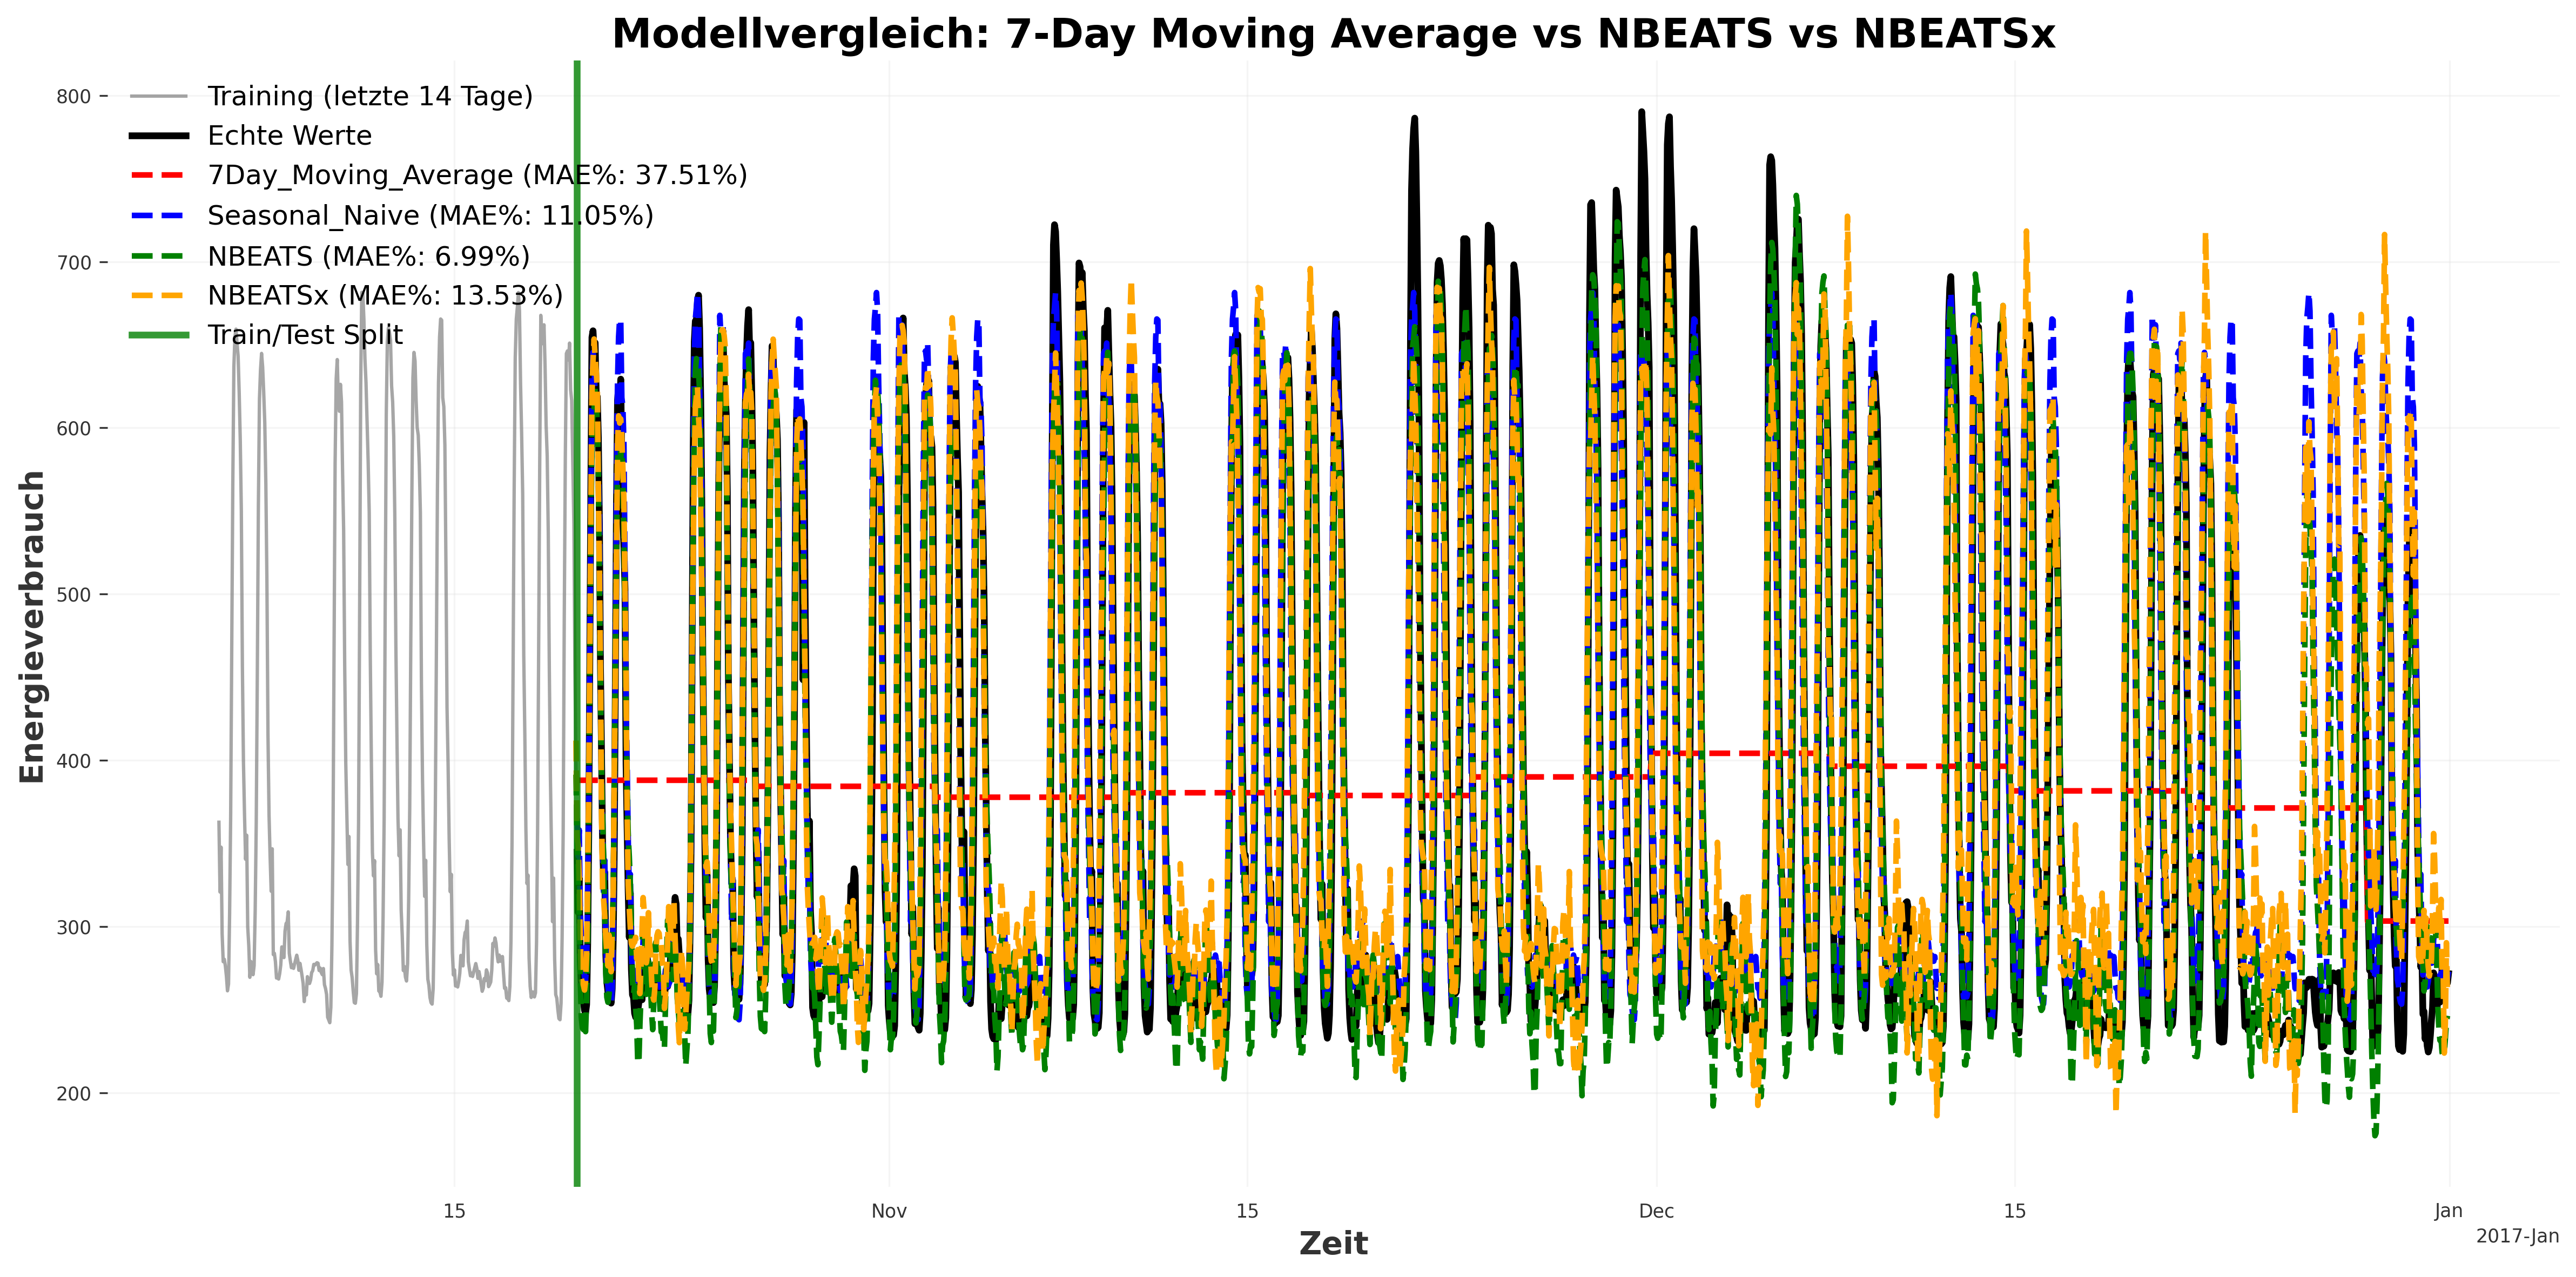 Modellvergleich: 7-Day Moving Average vs NBEATS vs NBEATSx
Training (letzte 14 Tage)
Echte Werte
7Day_Moving_Average (MAE%: 37.51%)
Seasonal_Naive (MAE%: 11.05%)
NBEATS (MAE%: 6.99%)
NBEATSx (MAE%: 13.53%)
Train/Test Split
Energieverbrauch
800
700
600
500
400
300
200
15
Nov
15
Dec
15
Jan
2017-Jan
Zeit